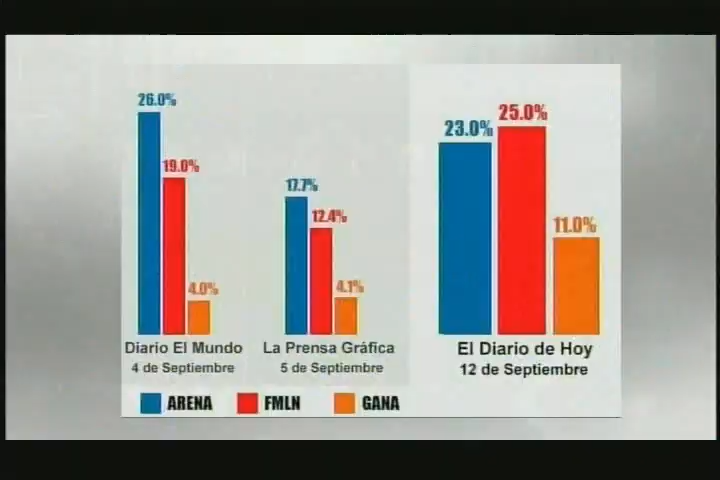 26.0%
19.0%
4.0%
Diario El Mundo
4 de Septiembre
17.7%
12.4%
4.1%
La Prensa Gráfica
5 de Septiembre
23.0%
25.0%
11.0%
El Diario de Hoy
12 de Septiembre
ARENA FMLN GANA